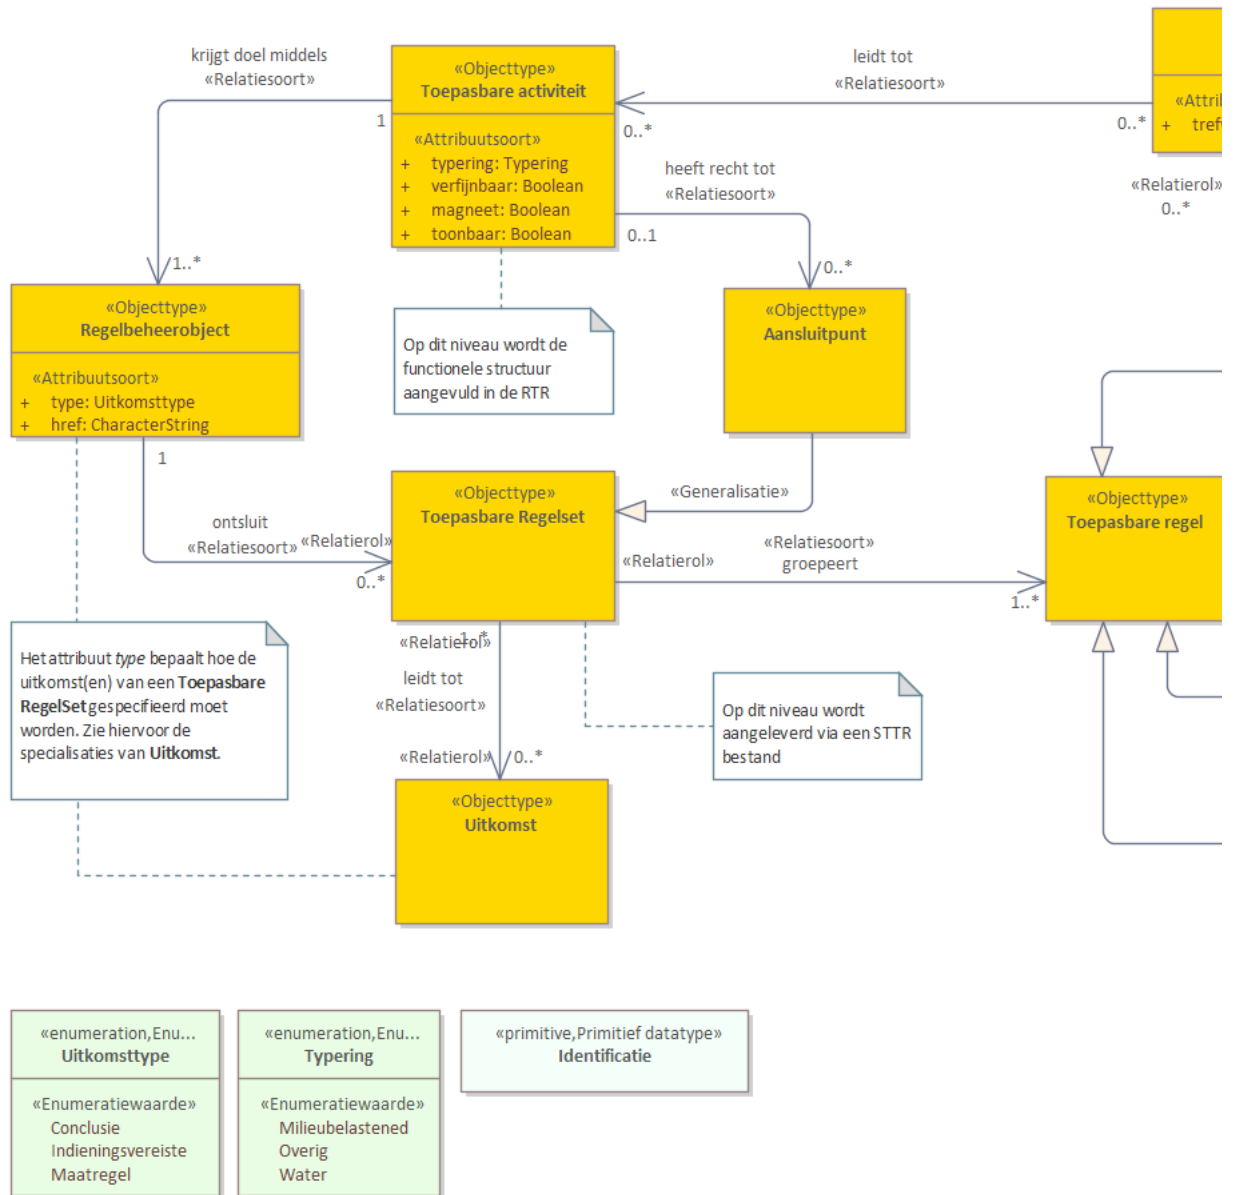 krijgt doel middels
«Relatiesoort»
1
1..*
«Objecttype»
Toepasbare activiteit
«Attribuutsoort»
+ typering: Typering
+ verfijnbaar: Boolean
+ magneet: Boolean
+ toonbaar: Boolean
leidt tot
«Relatiesoort»
0..*
0..*
+
«Relatierol»
0..*
heeft recht tot
«Relatiesoort»
0..1
0..*
«Objecttype»
Regelbeheerobject
«Attribuutsoort»
+ type: Uitkomsttype
+ href: CharacterString
Op dit niveau wordt de
functionele structuur
aangevuld in de RTR
«Objecttype»
Aansluitpunt
1
ontsluit
«Relatiesoort»
«Relatierol»
0..*
«Objecttype»
Toepasbare Regelset
«Generalisatie»
«Relatierol»
«Relatiesoort»
groepeert
1..*
«Objecttype»
Toepasbare regel
Het attribuut type bepaalt hoe de
uitkomst(en) van een Toepasbare
RegelSet gespecifieerd moet
worden. Zie hiervoor de
specialisaties van Uitkomst.
«Relatierol»
1..*
leidt tot
«Relatiesoort»
«Relatierol»
0..*
Op dit niveau wordt
aangeleverd via een STTR
bestand
«Objecttype»
Uitkomst
«enumeration,Enu...
Uitkomsttype
«Enumeratiewaarde»
Conclusie
Indieningsvereiste
Maatregel
«enumeration,Enu...
Typering
«Enumeratiewaarde»
Milieubelastened
Overig
Water
«primitive,Primitief datatype»
Identificatie